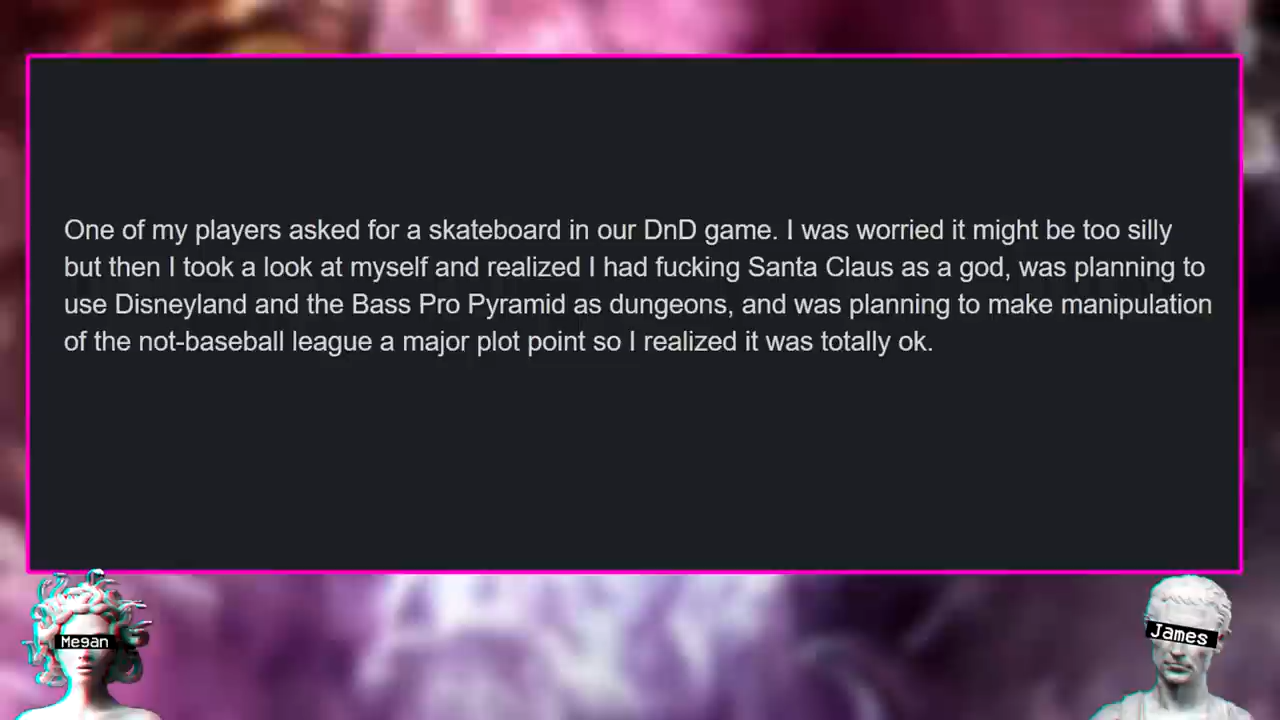 One of my players asked for a skateboard in our DnD game. I was worried it might be too silly
but then I took a look at myself and realized I had fucking Santa Claus as a god, was planning to
use Disneyland and the Bass Pro Pyramid as dungeons, and was planning to make manipulation
of the not-baseball league a major plot point so I realized it was totally ok.
Megan
James